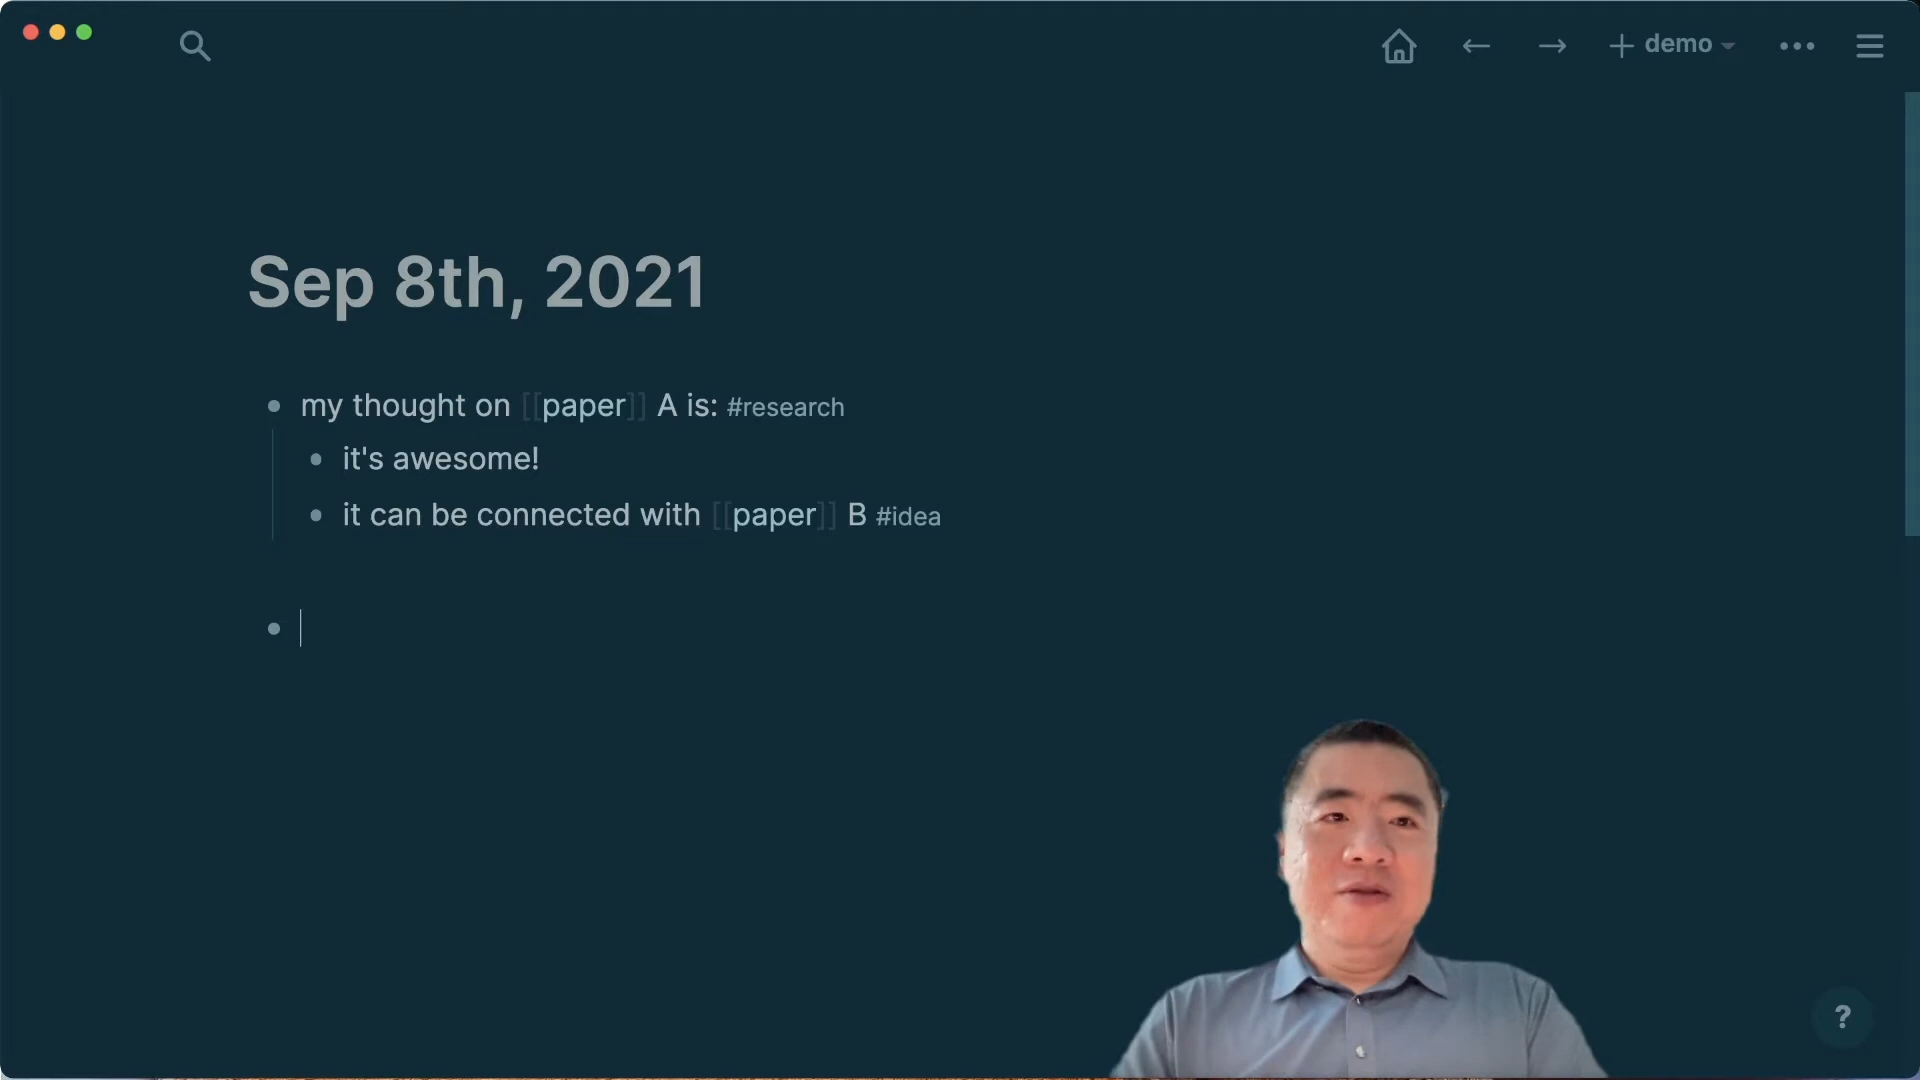 demo
Sep 8th, 2021
my thought on [[paper]] A is: #research
it's awesome!
it can be connected with [[paper]] B #idea
?